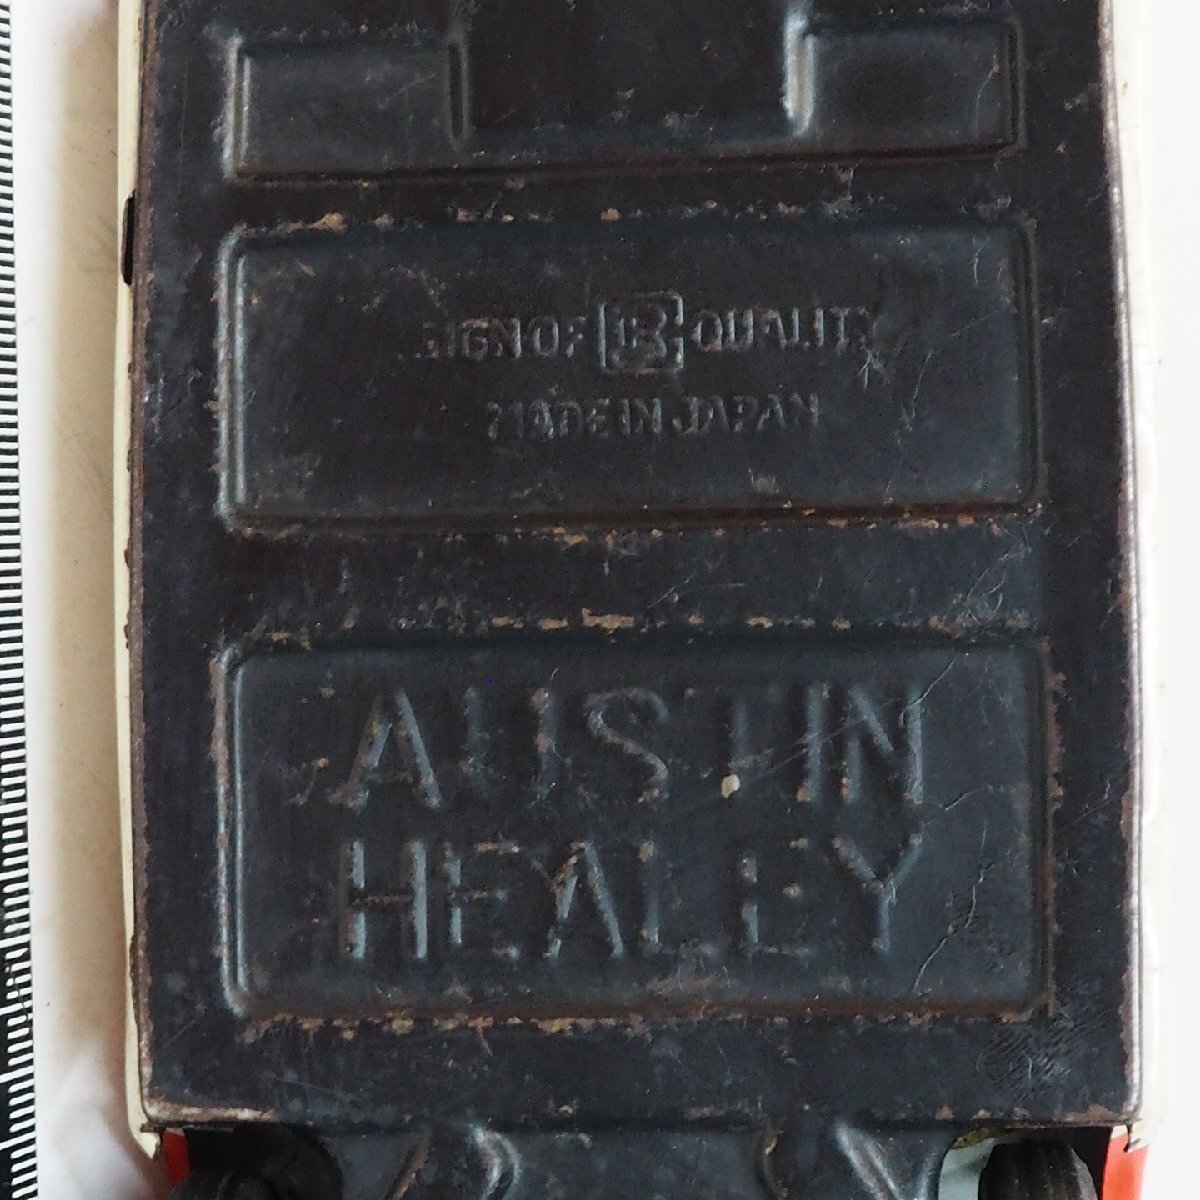 SIGN OF B QUALITY
MADE IN JAPAN
AUSTIN
HEALEY